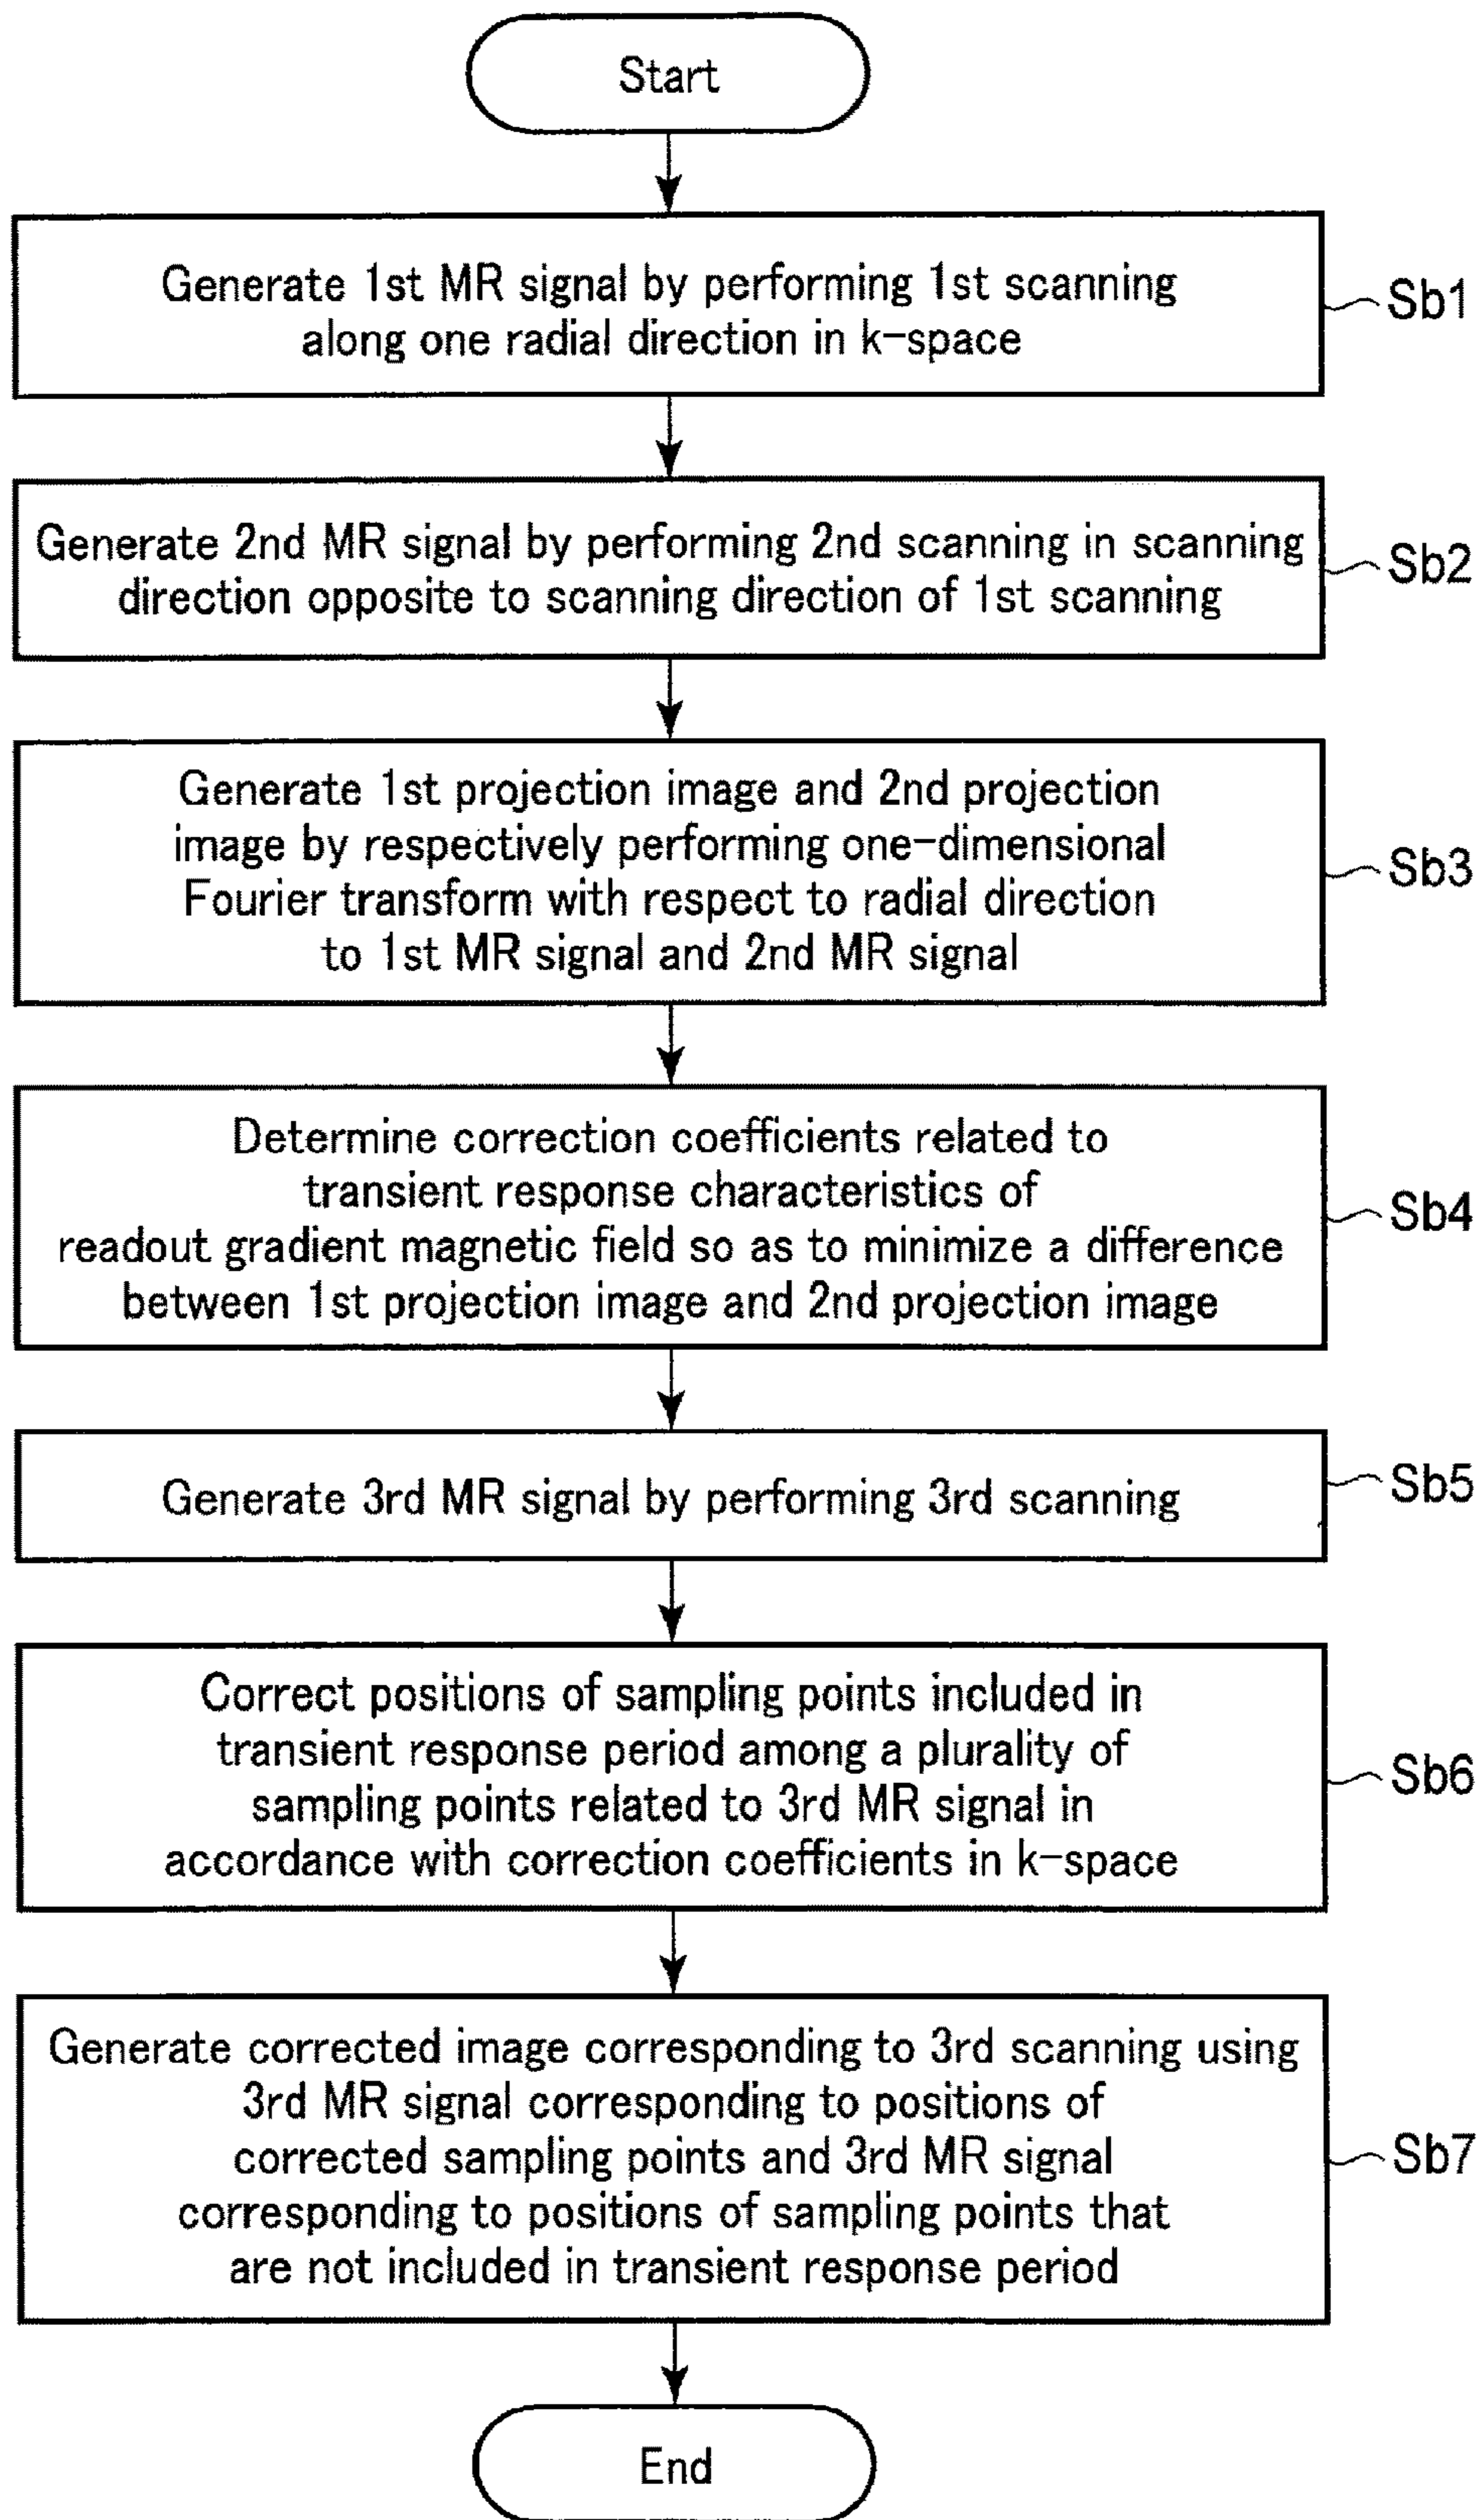 Start
Generate 1st MR signal by performing 1st scanning
along one radial direction in k-space
Sb1
Generate 2nd MR signal by performing 2nd scanning in scanning
direction opposite to scanning direction of 1st scanning
Sb2
Generate 1st projection image and 2nd projection
image by respectively performing one-dimensional
Fourier transform with respect to radial direction
to 1st MR signal and 2nd MR signal
Sb3
Determine correction coefficients related to
transient response characteristics of
readout gradient magnetic field so as to minimize a difference
between 1st projection image and 2nd projection image
Sb4
Generate 3rd MR signal by performing 3rd scanning
Sb5
Correct positions of sampling points included in
transient response period among a plurality of
sampling points related to 3rd MR signal in
accordance with correction coefficients in k-space
Sb6
Generate corrected image corresponding to 3rd scanning using
3rd MR signal corresponding to positions of
corrected sampling points and 3rd MR signal
corresponding to positions of sampling points that
are not included in transient response period
Sb7
End